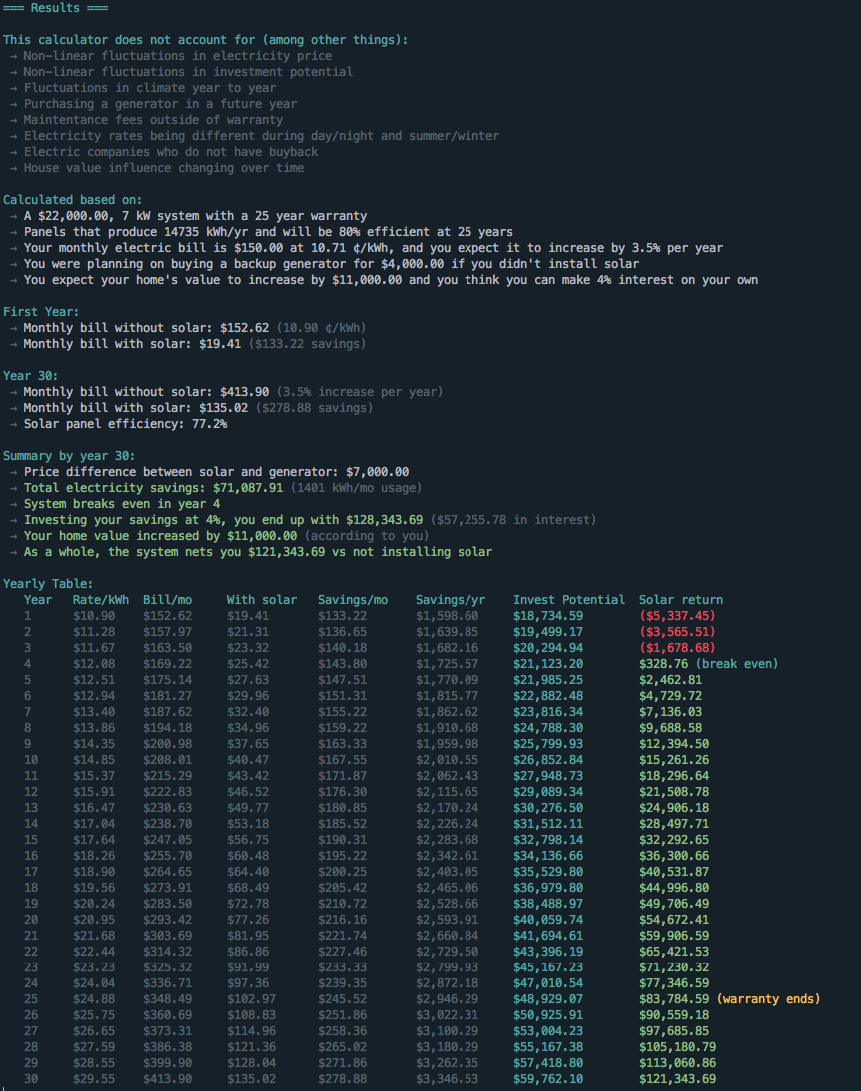 === Results ===
This calculator does not account for (among other things):
→ Non-linear fluctuations in electricity price
→ Non-linear fluctuations in investment potential
→ Fluctuations in climate year to year
→ Purchasing a generator in a future year
→ Maintentance fees outside of warranty
→ Electricity rates being different during day/night and summer/winter
→ Electric companies who do not have buyback
→ House value influence changing over time
Calculated based on:
→ A $22,000.00, 7 kW system with a 25 year warranty
→ Panels that produce 14735 kWh/yr and will be 80% efficient at 25 years
→ Your monthly electric bill is $150.00 at 10.71 ¢/kWh, and you expect it to increase by 3.5% per year
→ You were planning on buying a backup generator for $4,000.00 if you didn't install solar
→ You expect your home's value to increase by $11,000.00 and you think you can make 4% interest on your own
First Year:
→ Monthly bill without solar: $152.62 (10.90 ¢/kWh)
→ Monthly bill with solar: $19.41 ($133.22 savings)
Year 30:
→ Monthly bill without solar: $413.90 (3.5% increase per year)
→ Monthly bill with solar: $135.02 ($278.88 savings)
→ Solar panel efficiency: 77.2%
Summary by year 30:
→ Price difference between solar and generator: $7,000.00
→ Total electricity savings: $71,087.91 (1401 kWh/mo usage)
→ System breaks even in year 4
→ Investing your savings at 4%, you end up with $128,343.69 ($57,255.78 in interest)
→ Your home value increased by $11,000.00 (according to you)
→ As a whole, the system nets you $121,343.69 vs not installing solar
Yearly Table:
Year Rate/kWh Bill/mo With solar Savings/mo Savings/yr Invest Potential Solar return
1 $10.90 $152.62 $19.41 $133.22 $1,598.60 $18,734.59 ($5,337.45)
2 $11.28 $157.97 $21.31 $136.65 $1,639.85 $19,499.17 ($3,565.51)
3 $11.67 $163.50 $23.32 $140.18 $1,682.16 $20,294.94 ($1,678.68)
4 $12.08 $169.22 $25.42 $143.80 $1,725.57 $21,123.20 $328.76 (break even)
5 $12.51 $175.14 $27.63 $147.51 $1,770.09 $21,985.25 $2,462.81
6 $12.94 $181.27 $29.96 $151.31 $1,815.77 $22,882.48 $4,729.72
7 $13.40 $187.62 $32.40 $155.22 $1,862.62 $23,816.34 $7,136.03
8 $13.86 $194.18 $34.96 $159.22 $1,910.68 $24,788.30 $9,688.58
9 $14.35 $200.98 $37.65 $163.33 $1,959.98 $25,799.93 $12,394.50
10 $14.85 $208.01 $40.47 $167.55 $2,010.55 $26,852.84 $15,261.26
11 $15.37 $215.29 $43.42 $171.87 $2,062.43 $27,948.73 $18,296.64
12 $15.91 $222.83 $46.52 $176.30 $2,115.65 $29,089.34 $21,508.78
13 $16.47 $230.63 $49.77 $180.85 $2,170.24 $30,276.50 $24,906.18
14 $17.04 $238.70 $53.18 $185.52 $2,226.24 $31,512.11 $28,497.71
15 $17.64 $247.05 $56.75 $190.31 $2,283.68 $32,798.14 $32,292.65
16 $18.26 $255.70 $60.48 $195.22 $2,342.61 $34,136.66 $36,300.66
17 $18.90 $264.65 $64.40 $200.25 $2,403.05 $35,529.80 $40,531.87
18 $19.56 $273.91 $68.49 $205.42 $2,465.06 $36,979.80 $44,996.80
19 $20.24 $283.50 $72.78 $210.72 $2,528.66 $38,488.97 $49,706.49
20 $20.95 $293.42 $77.26 $216.16 $2,593.91 $40,059.74 $54,672.41
21 $21.68 $303.69 $81.95 $221.74 $2,660.84 $41,694.61 $59,906.59
22 $22.44 $314.32 $86.86 $227.46 $2,729.50 $43,396.19 $65,421.53
23 $23.23 $325.32 $91.99 $233.33 $2,799.93 $45,167.23 $71,230.32
24 $24.04 $336.71 $97.36 $239.35 $2,872.18 $47,010.54 $77,346.59
25 $24.88 $348.49 $102.97 $245.52 $2,946.29 $48,929.07 $83,784.59 (warranty ends)
26 $25.75 $360.69 $108.83 $251.86 $3,022.31 $50,925.91 $90,559.18
27 $26.65 $373.31 $114.96 $258.36 $3,100.29 $53,004.23 $97,685.85
28 $27.59 $386.38 $121.36 $265.02 $3,180.29 $55,167.38 $105,180.79
29 $28.55 $399.90 $128.04 $271.86 $3,262.35 $57,418.80 $113,060.86
30 $29.55 $413.90 $135.02 $278.88 $3,346.53 $59,762.10 $121,343.69